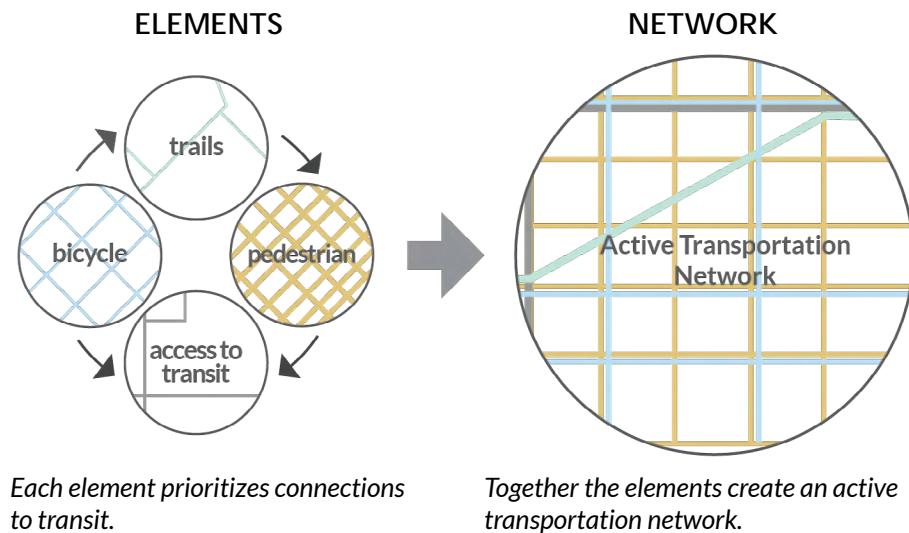 ELEMENTS
trails
bicycle
pedestrian
access to
transit
Each element prioritizes connections
to transit.
NETWORK
Active Transportation
Network
Together the elements create an active
transportation network.